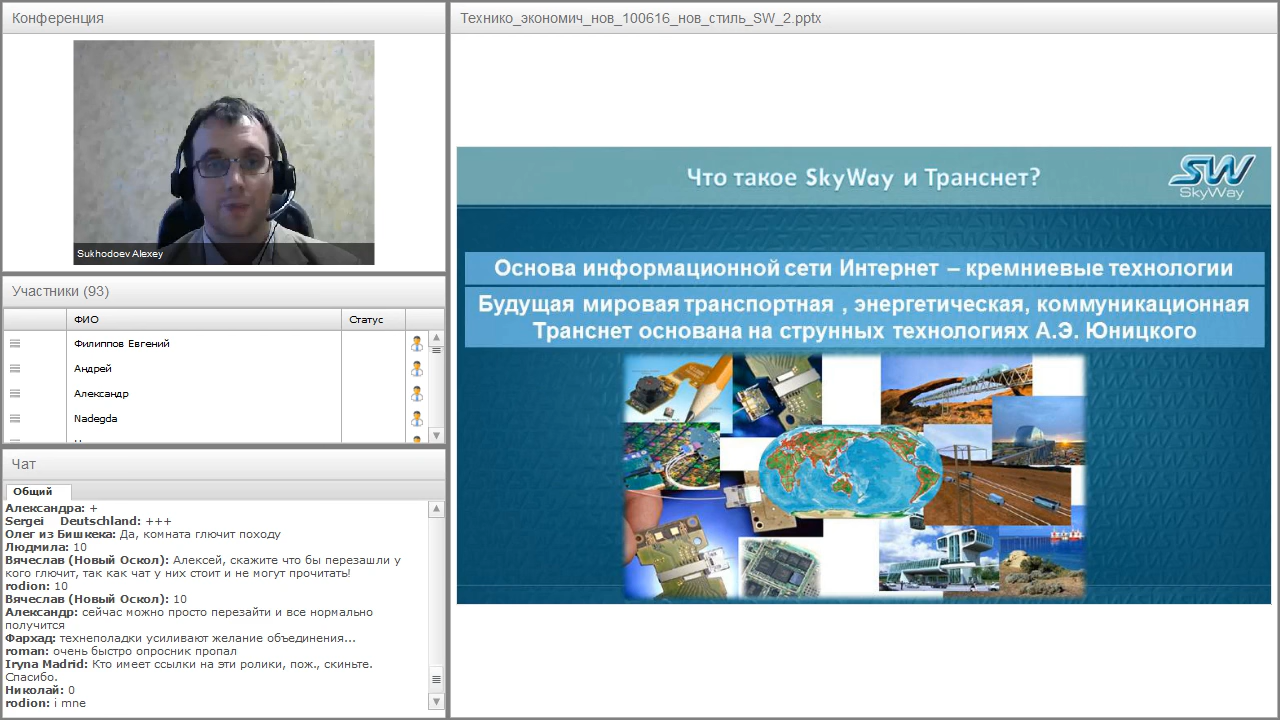 Конференция
Sukhodoev Alexey
Участники (93)
ФИО
Статус
Филиппов Евгений
Андрей
Александр
Nadegda
Чат
Общий
Александра: +
Sergei Deutschland: +++
Олег из Бишкека: Да, комната глючит походу
Людмила: 10
Вячеслав (Новый Оскол): Алексей, скажите что бы перезашли у
кого глючит, так как чат у них стоит и не могут прочитать!
rodion: 10
Вячеслав (Новый Оскол): 10
Александр: сейчас можно просто перезайти и все нормально
получится
Фархад: технеполадки усиливают желание объединения...
roman: очень быстро опросник пропал
Iryna Madrid: Кто имеет ссылки на эти ролики, пож., скиньте.
Спасибо.
Николай: 0
rodion: i mne
Технико_экономич_нов_100616_нов_стиль_SW_2.pptx
Что такое SkyWay и Транснет?
SW
SkyWay
Основа информационной сети Интернет – кремниевые технологии
Будущая мировая транспортная , энергетическая, коммуникационная
Транснет основана на струнных технологиях А.Э. Юницкого